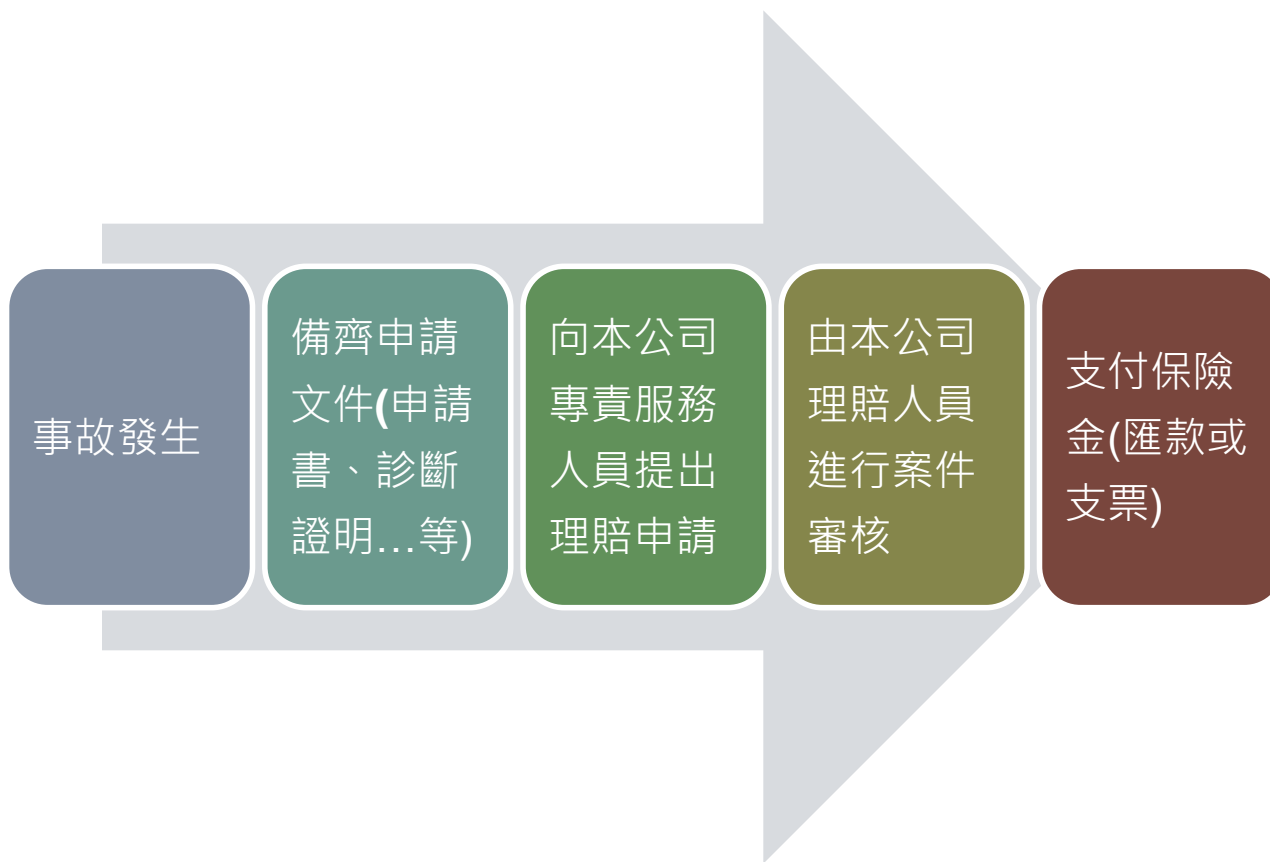 事故發生
備齊申請
文件(申請
書、診斷
證明…等)
向本公司
專責服務
人員提出
理賠申請
由本公司
理賠人員
進行案件
審核
支付保險
金(匯款或
支票)